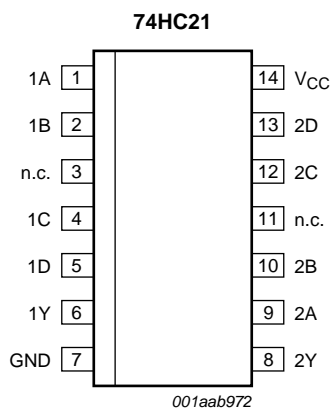 74HC21
1A 1 14 VCC
1B 2 13 2D
n.c. 3 12 2C
1C 4 11 n.c.
1D 5 10 2B
1Y 6 9 2A
GND 7 8 2Y
001aab972